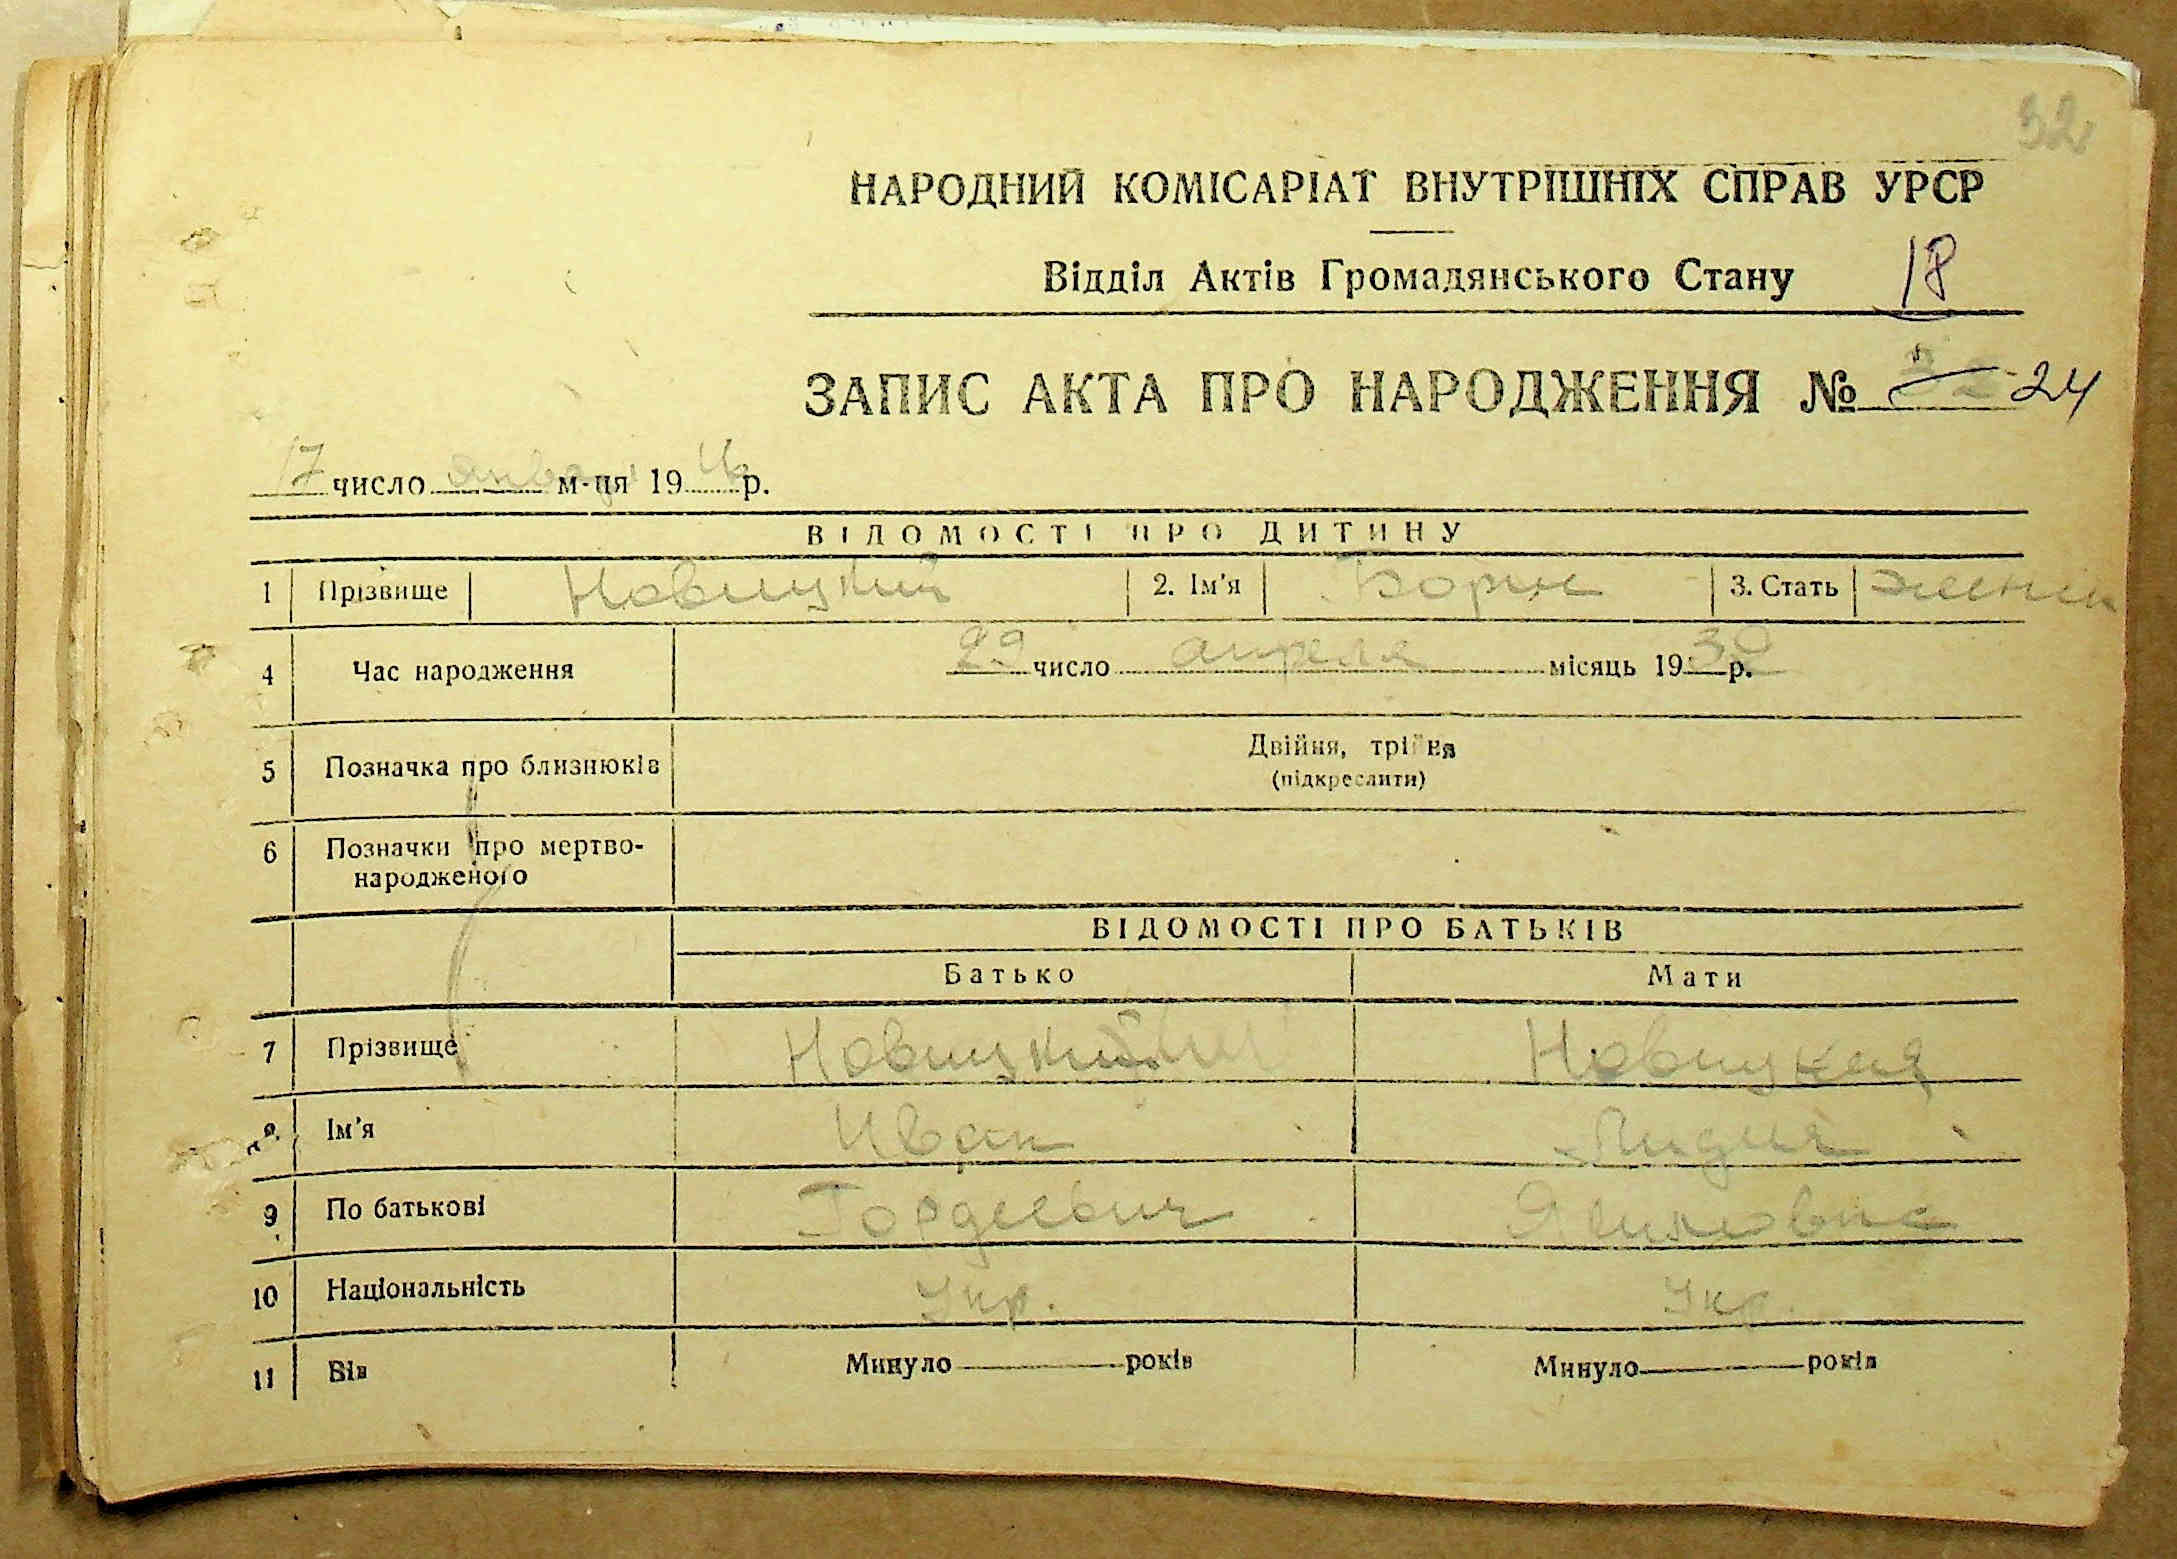 32
НАРОДНИЙ КОМІСАРІАТ ВНУТРІШНІХ СПРАВ УРСР
Відділ Актів Громадянського Стану 18
ЗАПИС АКТА ПРО НАРОДЖЕННЯ № 32 24
17 число января м-ця 19 р.
ВІДОМОСТІ ПРО ДИТИНУ
1 Прізвище Новицкий 2. Ім'я Борис 3. Стать
4 Час народження 29 число апреля місяць 1930 р.
5 Позначка про близнюків Двійня, трійня
(підкреслити)
6 Позначки про мертво-
народженого
ВІДОМОСТІ ПРО БАТЬКІВ
Батько Мати
7 Прізвище Новицкий Новицкая
8 Ім'я Иван Лидия
9 По батькові Гордеевич
10 Національність Укр. Укр.
11 Вік Минуло років Минуло років